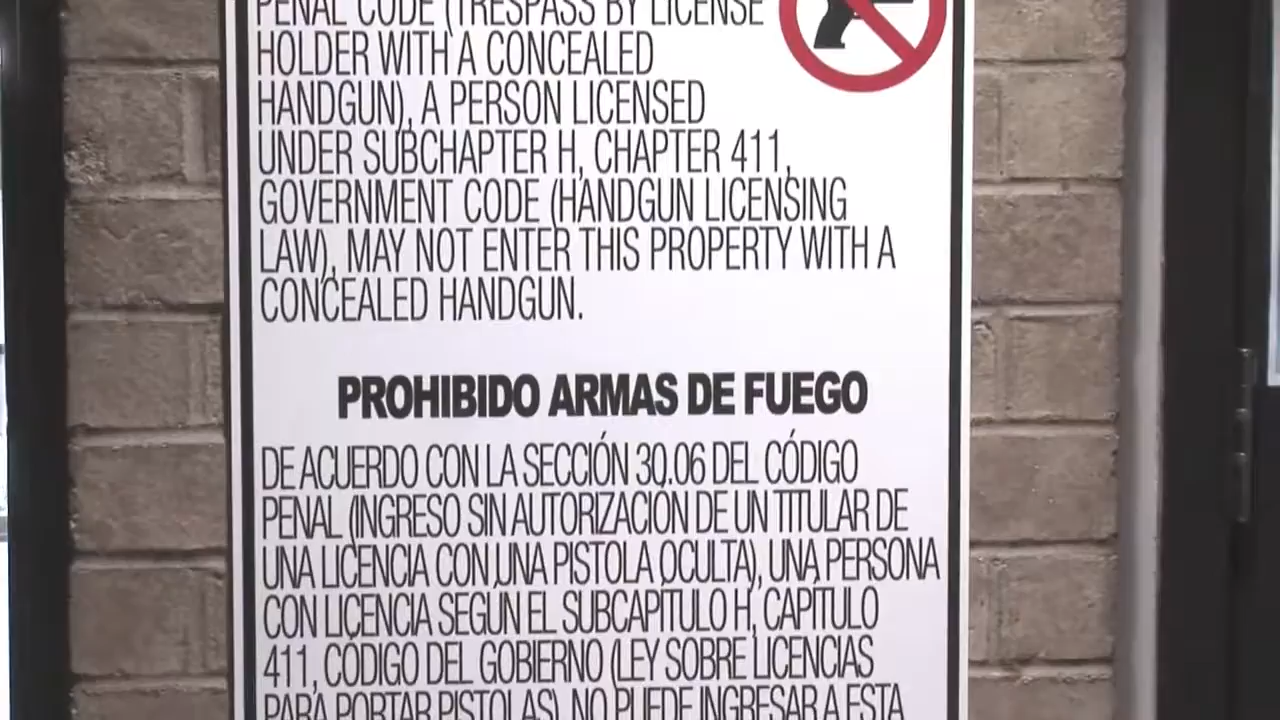 PENAL CODE (TRESPASS BY LICENSE
HOLDER WITH A CONCEALED
HANDGUN), A PERSON LICENSED
UNDER SUBCHAPTER H, CHAPTER 411,
GOVERNMENT CODE (HANDGUN LICENSING
LAW), MAY NOT ENTER THIS PROPERTY WITH A
CONCEALED HANDGUN.
PROHIBIDO ARMAS DE FUEGO
DE ACUERDO CON LA SECCIÓN 30.06 DEL CÓDIGO
PENAL (INGRESO SIN AUTORIZACIÓN DE UN TITULAR DE
UNA LICENCIA CON UNA PISTOLA OCULTA), UNA PERSONA
CON LICENCIA SEGÚN EL SUBCAPÍTULO H, CAPÍTULO
411, CÓDIGO DEL GOBIERNO (LEY SOBRE LICENCIAS
PARA PORTAR PISTOLAS), NO PUEDE INGRESAR A ESTA